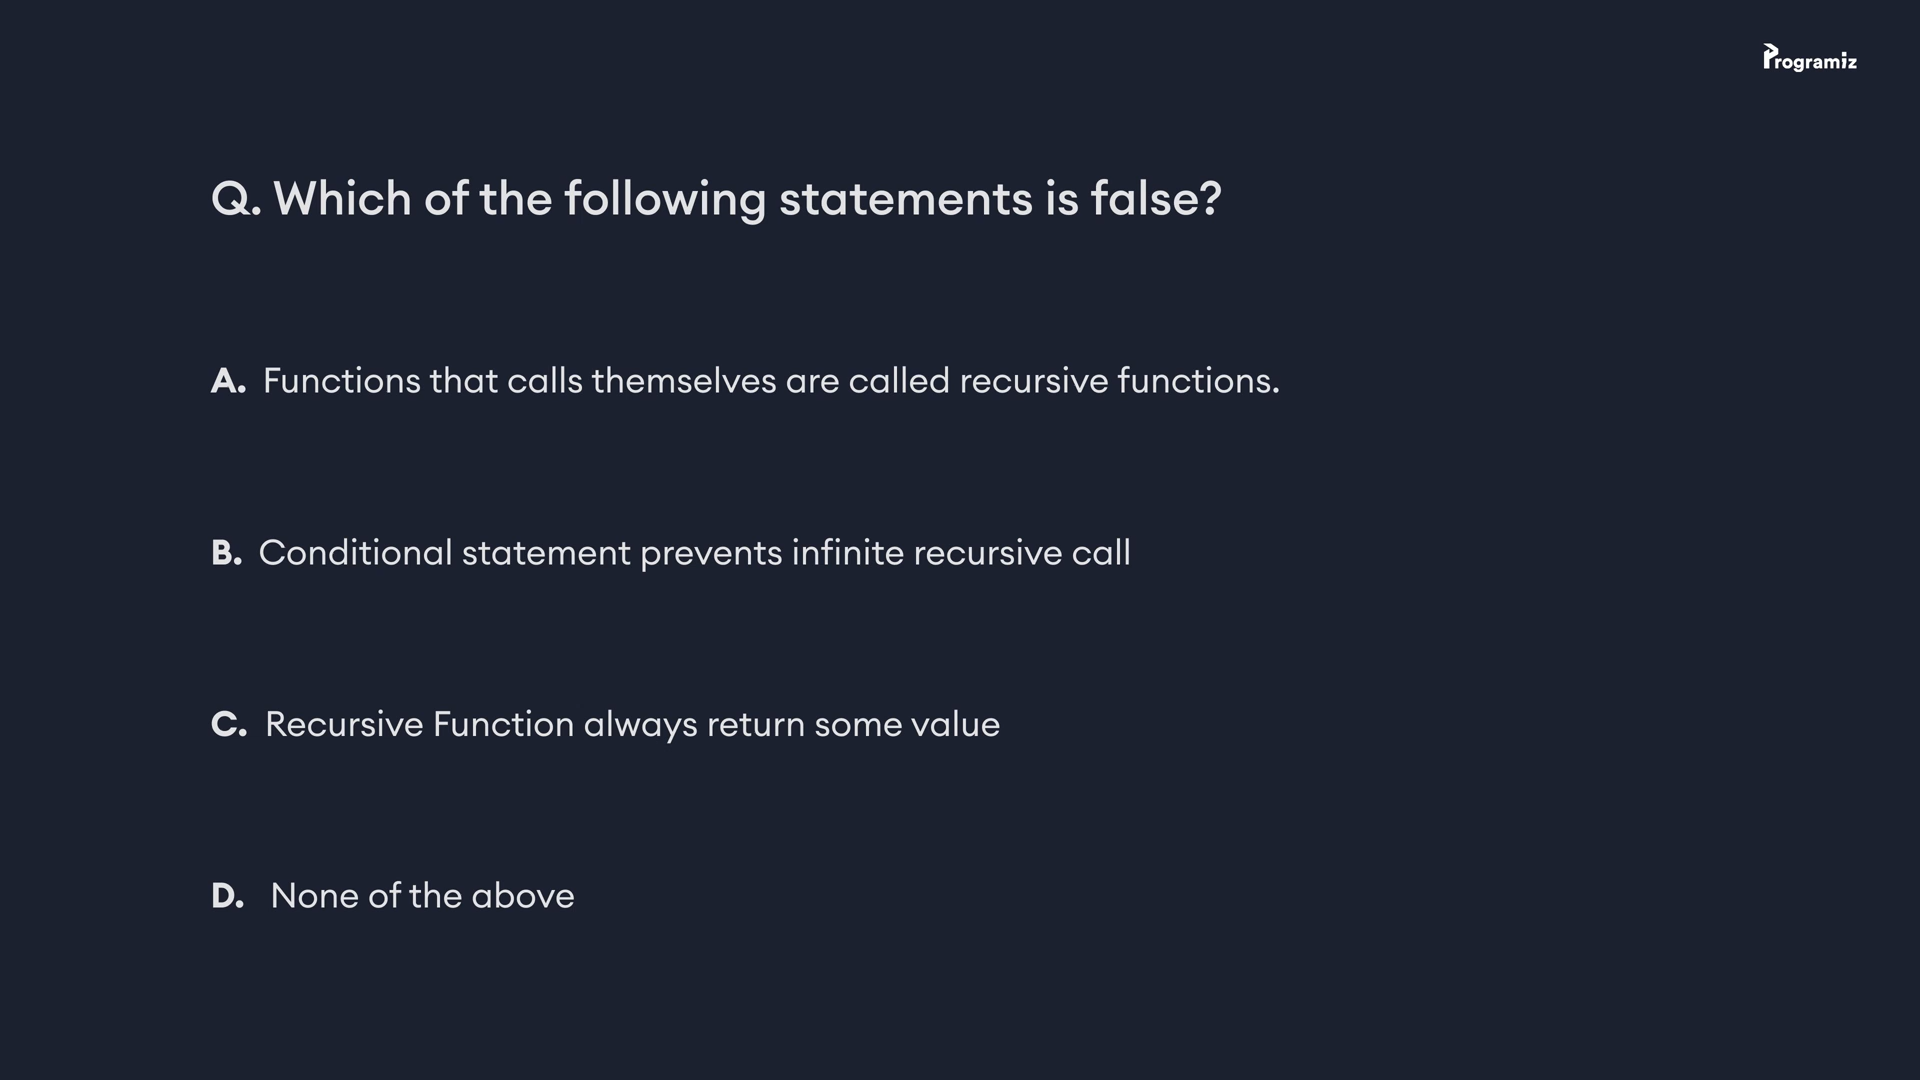 Programiz
Q. Which of the following statements is false?
A. Functions that calls themselves are called recursive functions.
B. Conditional statement prevents infinite recursive call
C. Recursive Function always return some value
D. None of the above